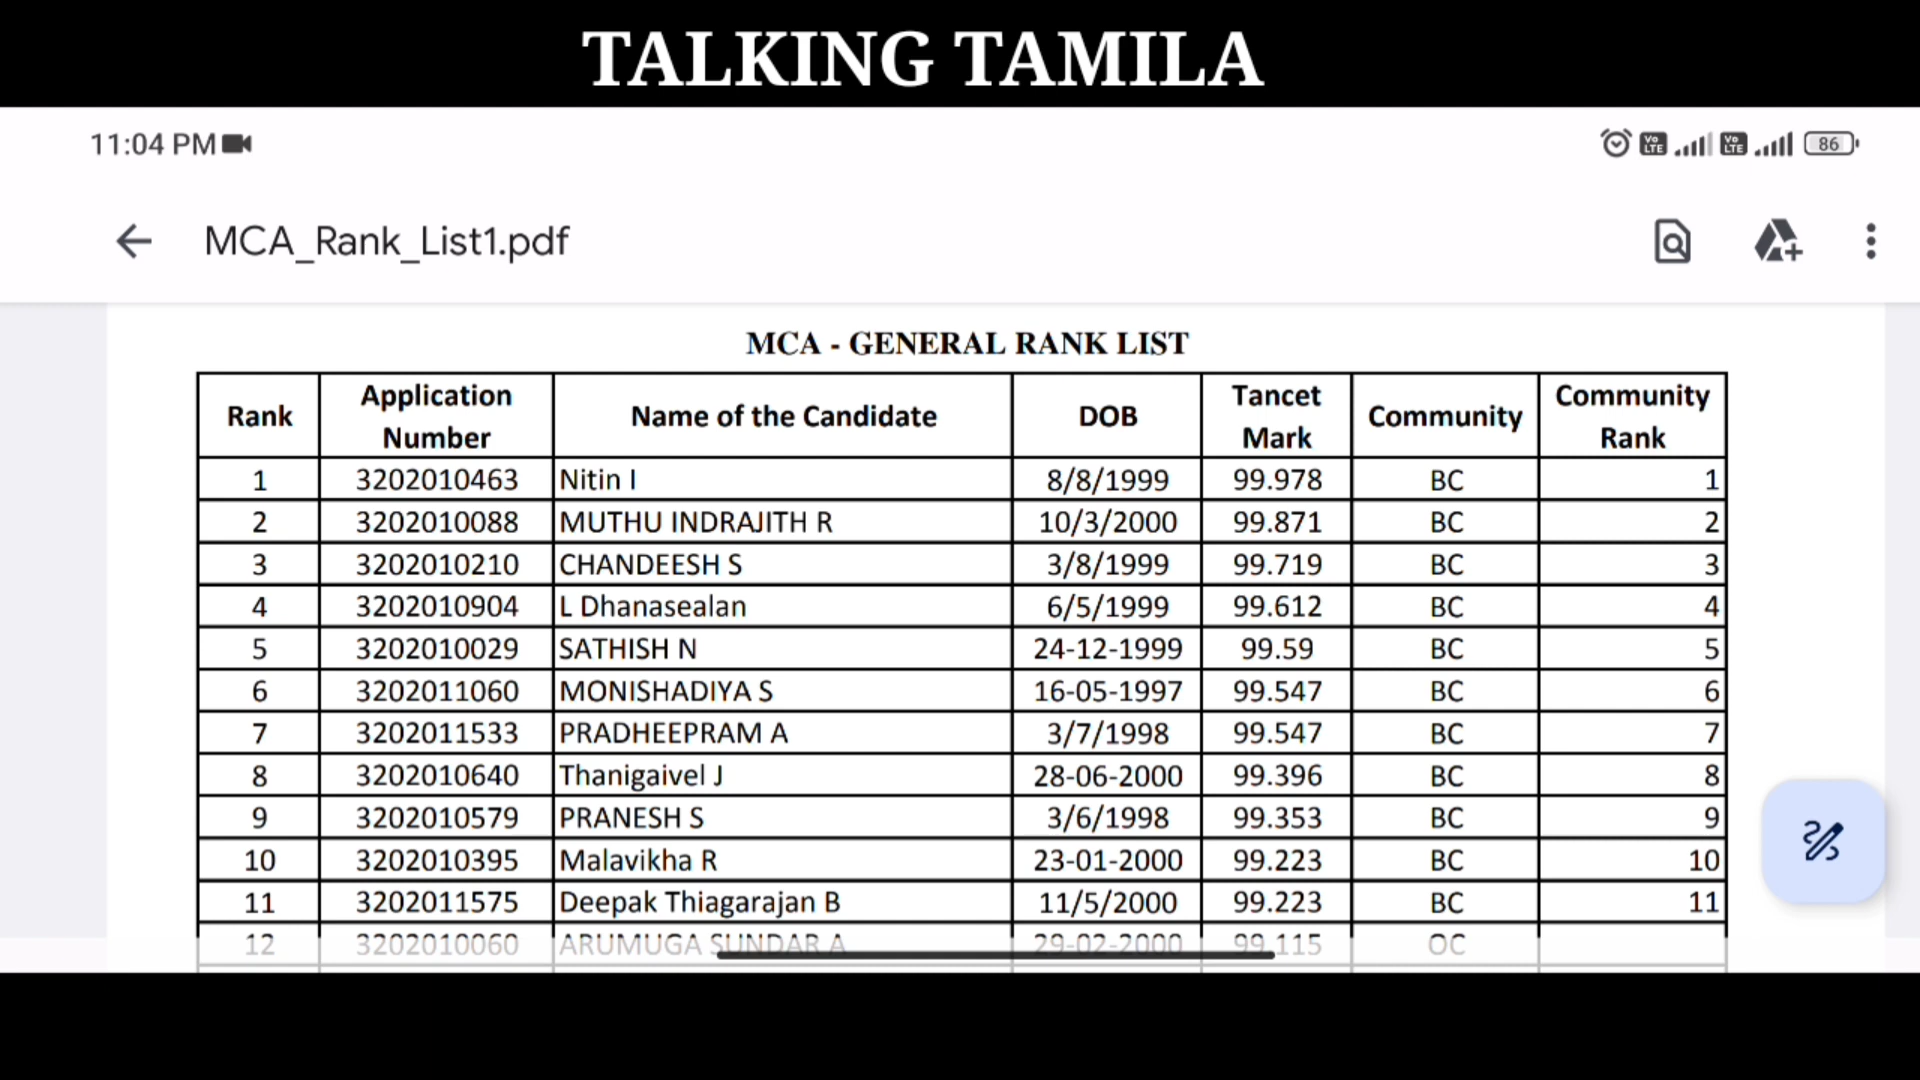 TALKING TAMILA
11:04 PM
Vo LTE Vo LTE 86
MCA_Rank_List1.pdf
MCA - GENERAL RANK LIST
Rank Application Number Name of the Candidate DOB Tancet Mark Community Community Rank
1 3202010463 Nitin I 8/8/1999 99.978 BC 1
2 3202010088 MUTHU INDRAJITH R 10/3/2000 99.871 BC 2
3 3202010210 CHANDEESH S 3/8/1999 99.719 BC 3
4 3202010904 L Dhanasealan 6/5/1999 99.612 BC 4
5 3202010029 SATHISH N 24-12-1999 99.59 BC 5
6 3202011060 MONISHADIYA S 16-05-1997 99.547 BC 6
7 3202011533 PRADHEEPRAM A 3/7/1998 99.547 BC 7
8 3202010640 Thanigaivel J 28-06-2000 99.396 BC 8
9 3202010579 PRANESH S 3/6/1998 99.353 BC 9
10 3202010395 Malavikha R 23-01-2000 99.223 BC 10
11 3202011575 Deepak Thiagarajan B 11/5/2000 99.223 BC 11
12 3202010060 ARUMUGA SUNDAR A 29-02-2000 99.115 OC